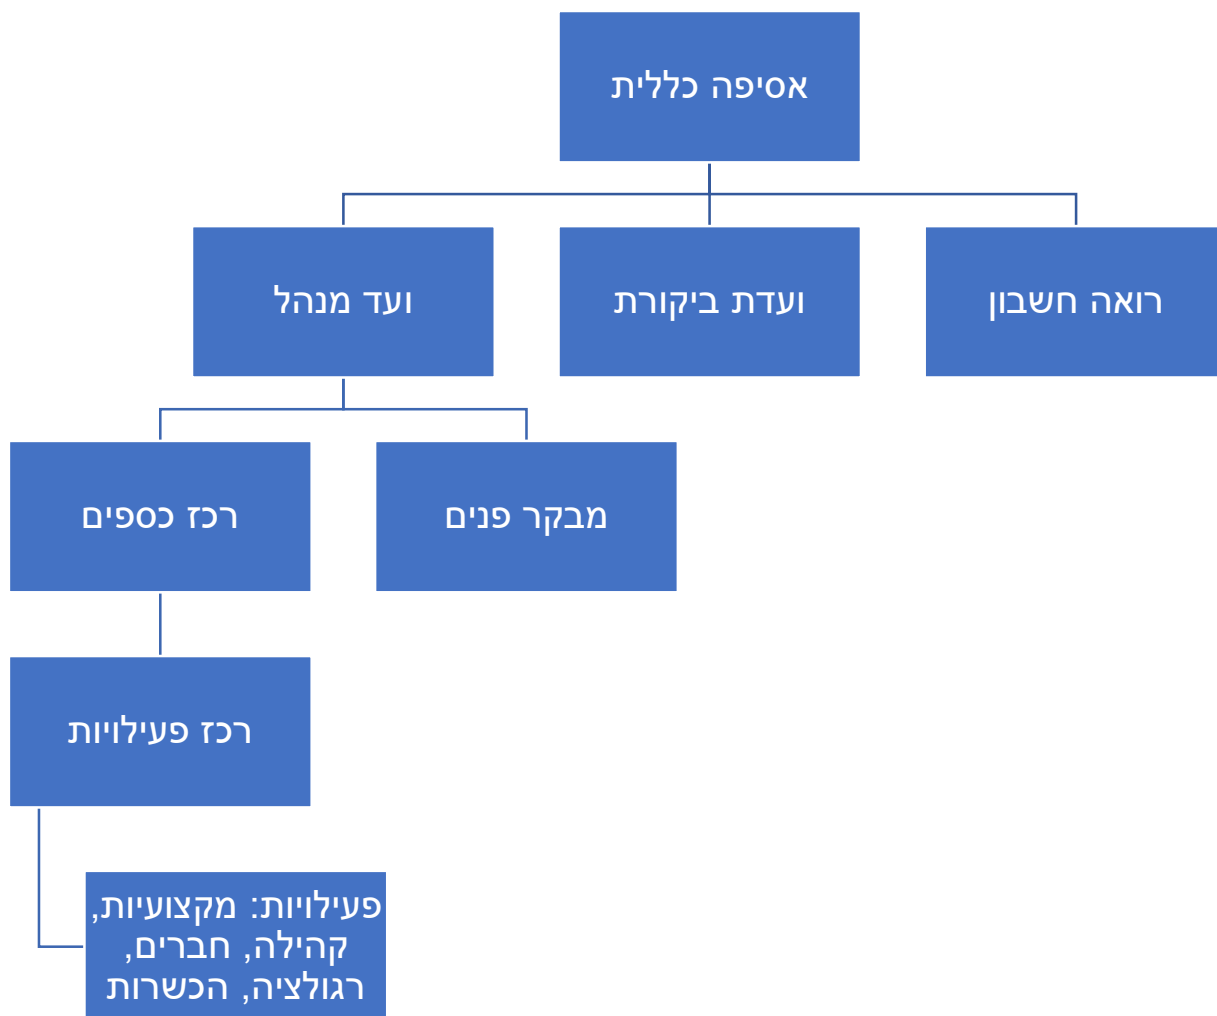 אסיפה כללית
רואה חשבון
ועדת ביקורת
ועד מנהל
מבקר פנים
רכז כספים
רכז פעילויות
פעילויות: מקצועיות,
קהילה, חברים,
רגולציה, הכשרות